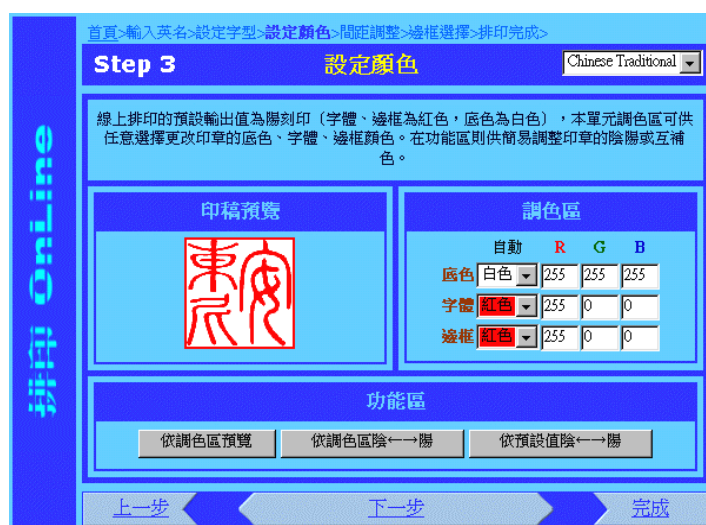 首頁>輸入英名>設定字型>設定顏色>間距調整>邊框選擇>排印完成>
Step 3
設定顏色
Chinese Traditional
線上排印的預設輸出值為陽刻印（字體、邊框為紅色，底色為白色），本單元調色區可供
任意選擇更改印章的底色、字體、邊框顏色。在功能區則供簡易調整印章的陰陽或互補
色。
排印 OnLine
印稿預覽
調色區
自動 R G B
底色 白色 255 255 255
字體 紅色 255 0 0
邊框 紅色 255 0 0
功能區
依調色區預覽
依調色區陰←→陽
依預設值陰←→陽
上一步
下一步
完成